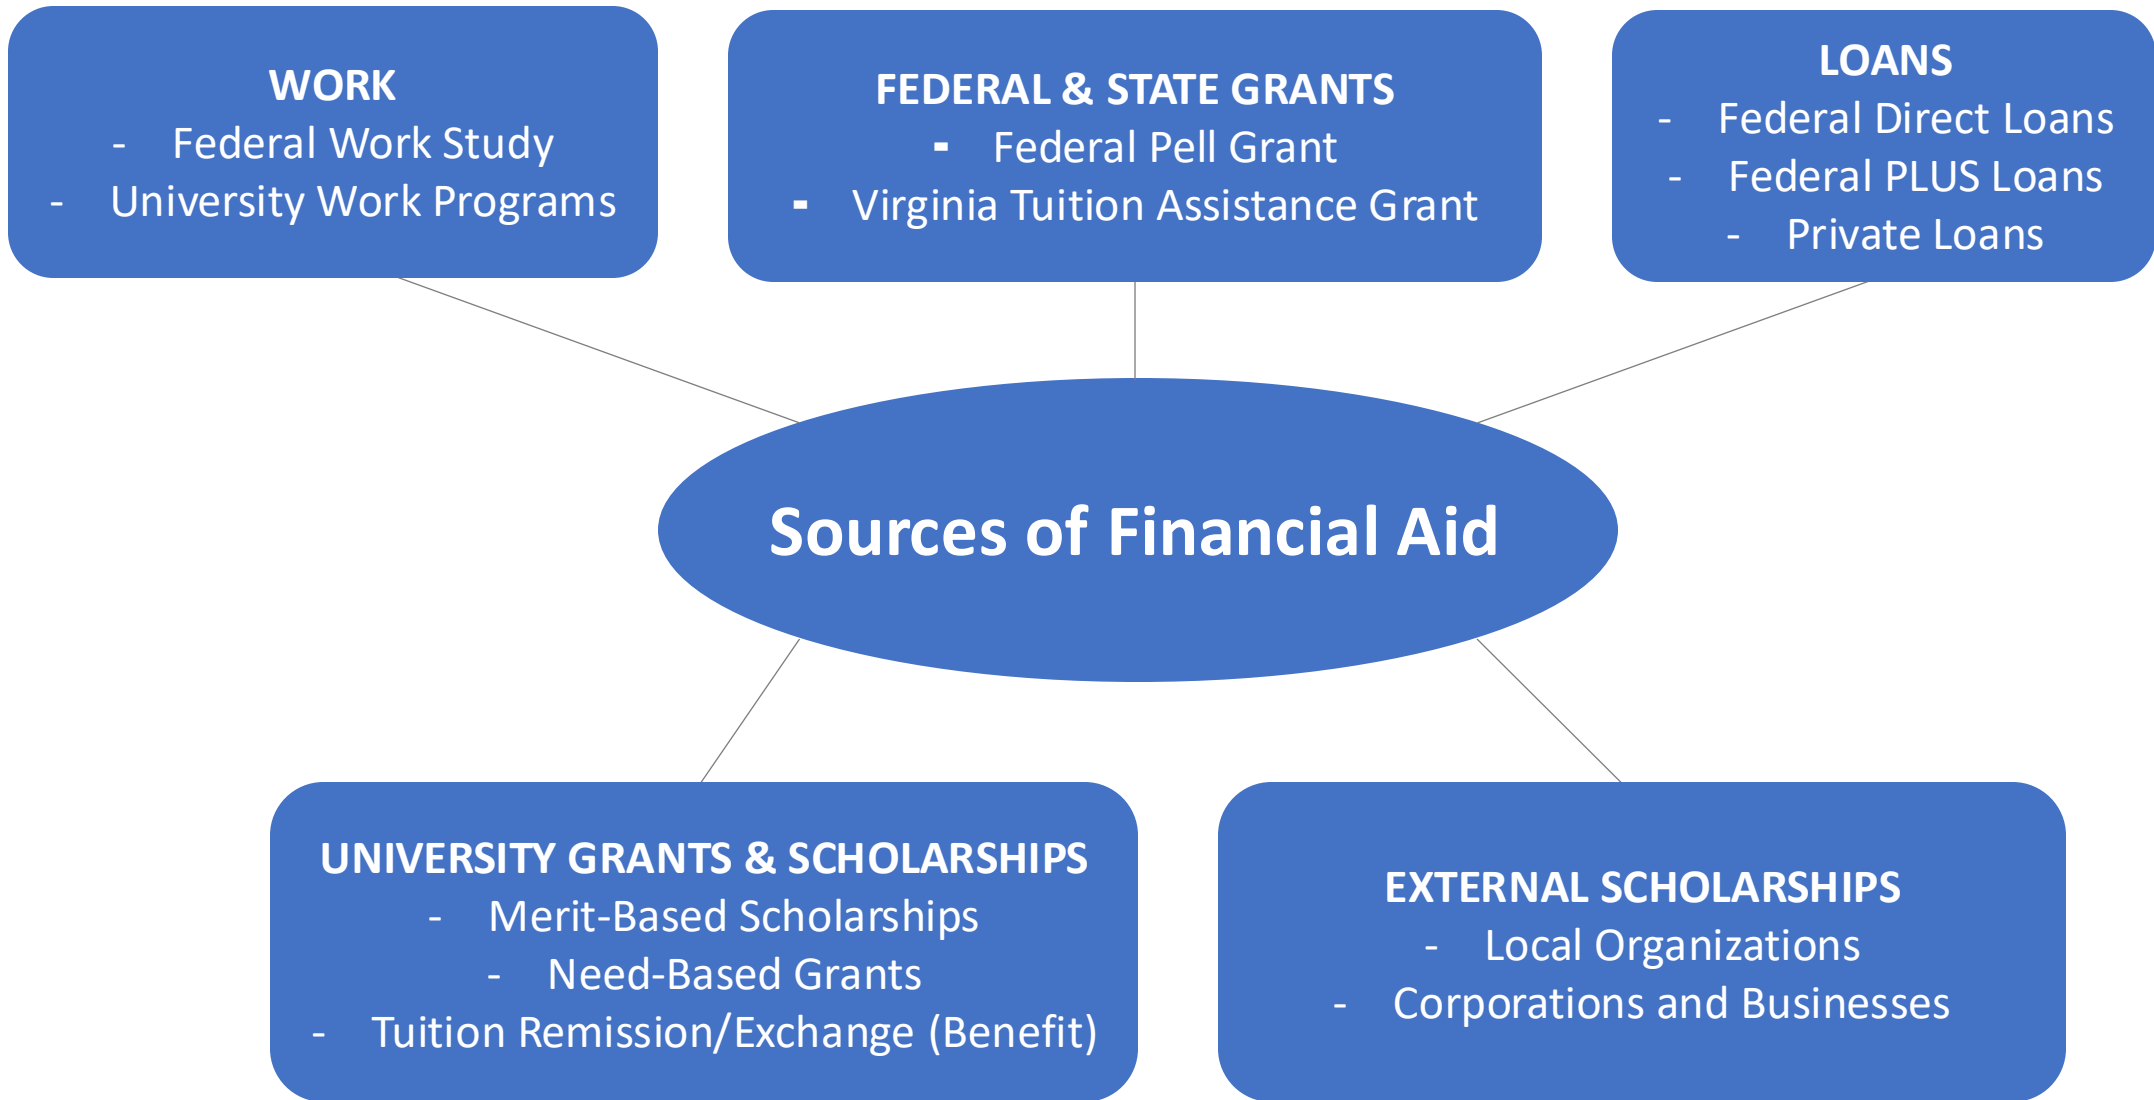 WORK
- Federal Work Study
- University Work Programs
FEDERAL & STATE GRANTS
- Federal Pell Grant
- Virginia Tuition Assistance Grant
LOANS
- Federal Direct Loans
- Federal PLUS Loans
- Private Loans
Sources of Financial Aid
UNIVERSITY GRANTS & SCHOLARSHIPS
- Merit-Based Scholarships
- Need-Based Grants
- Tuition Remission/Exchange (Benefit)
EXTERNAL SCHOLARSHIPS
- Local Organizations
- Corporations and Businesses